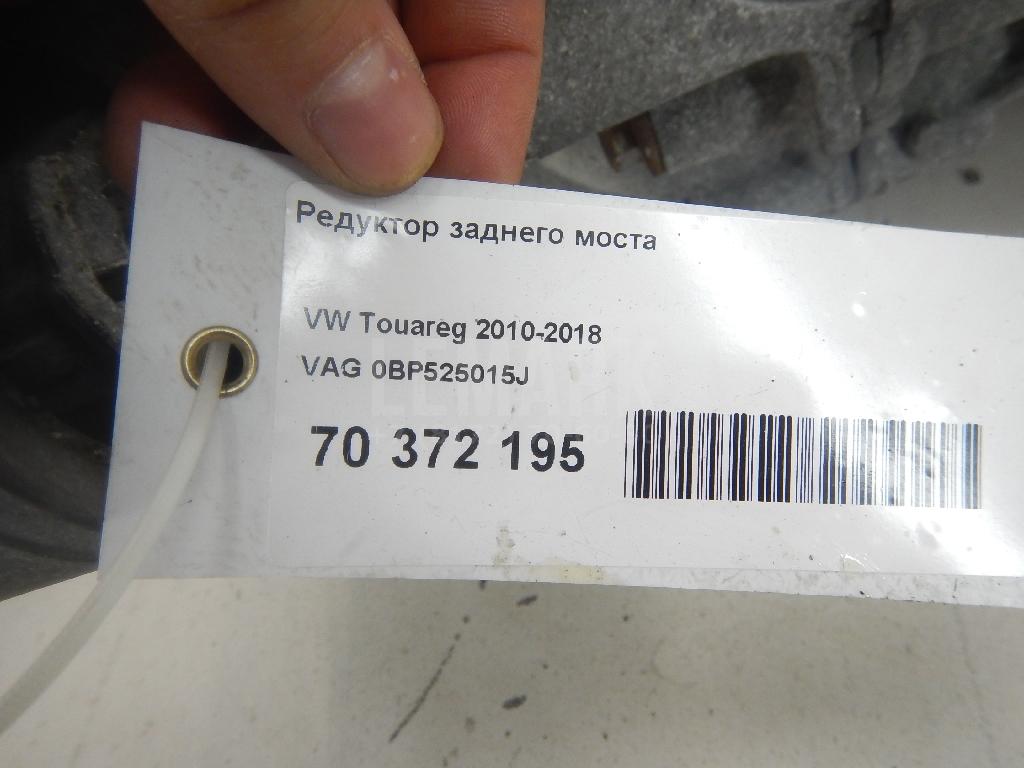 Редуктор заднего моста
VW Touareg 2010-2018
VAG 0BP525015J
70 372 195